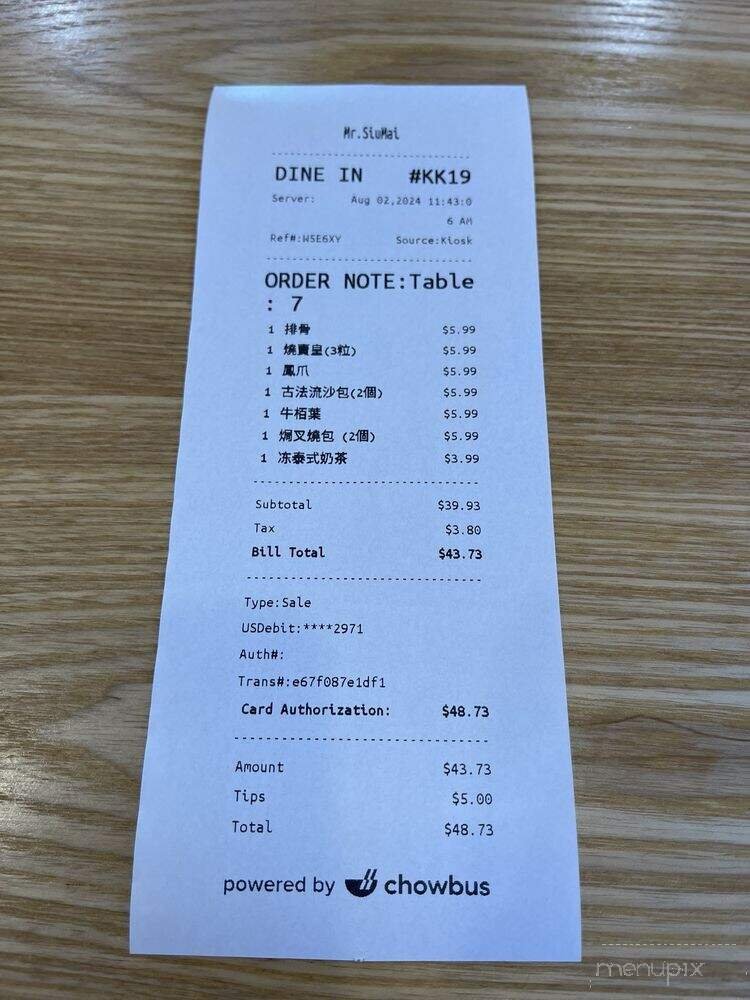 Mr.SiuMai
DINE IN #KK19
Server: Aug 02,2024 11:43:0
6 AM
Ref#:W5E6XY Source:Kiosk
ORDER NOTE:Table
: 7
1 排骨 $5.99
1 燒賣皇(3粒) $5.99
1 鳳爪 $5.99
1 古法流沙包(2個) $5.99
1 牛栢葉 $5.99
1 焗叉燒包 (2個) $5.99
1 冻泰式奶茶 $3.99
Subtotal $39.93
Tax $3.80
Bill Total $43.73
Type:Sale
USDebit:****2971
Auth#:
Trans#:e67f087e1df1
Card Authorization: $48.73
Amount $43.73
Tips $5.00
Total $48.73
powered by chowbus
menupix